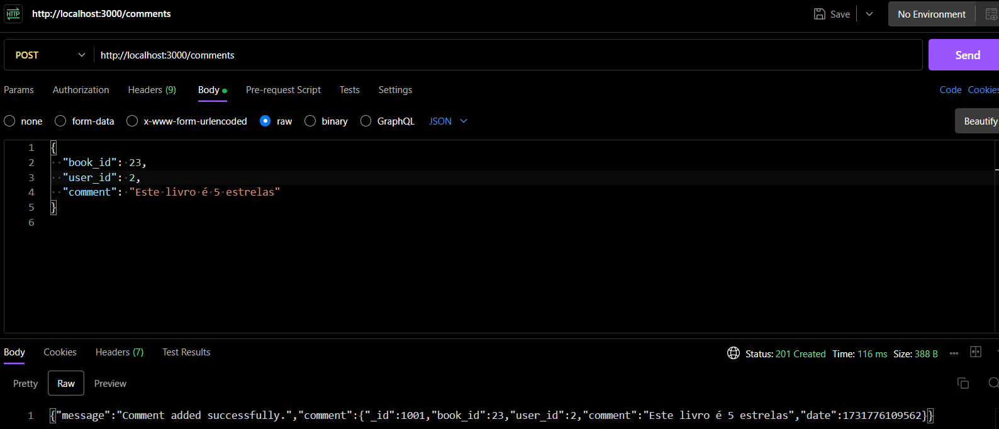 HTTP http://localhost:3000/comments Save No Environment
POST http://localhost:3000/comments Send
Params Authorization Headers (9) Body Pre-request Script Tests Settings Code Cookies
none form-data x-www-form-urlencoded raw binary GraphQL JSON Beautify
1 {
2 "book_id": 23,
3 "user_id": 2,
4 "comment": "Este livro é 5 estrelas"
5 }
6
Body Cookies Headers (7) Test Results Status: 201 Created Time: 116 ms Size: 388 B
Pretty Raw Preview
1 {"message":"Comment added successfully.","comment":{"_id":1001,"book_id":23,"user_id":2,"comment":"Este livro é 5 estrelas","date":1731776109562}}